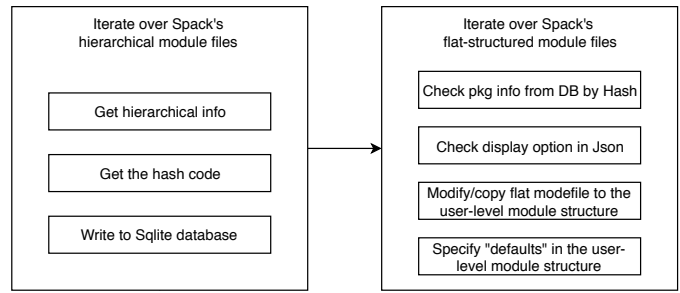 Iterate over Spack's
hierarchical module files
Get hierarchical info
Get the hash code
Write to Sqlite database
Iterate over Spack's
flat-structured module files
Check pkg info from DB by Hash
Check display option in Json
Modify/copy flat modefile to the
user-level module structure
Specify "defaults" in the user-
level module structure